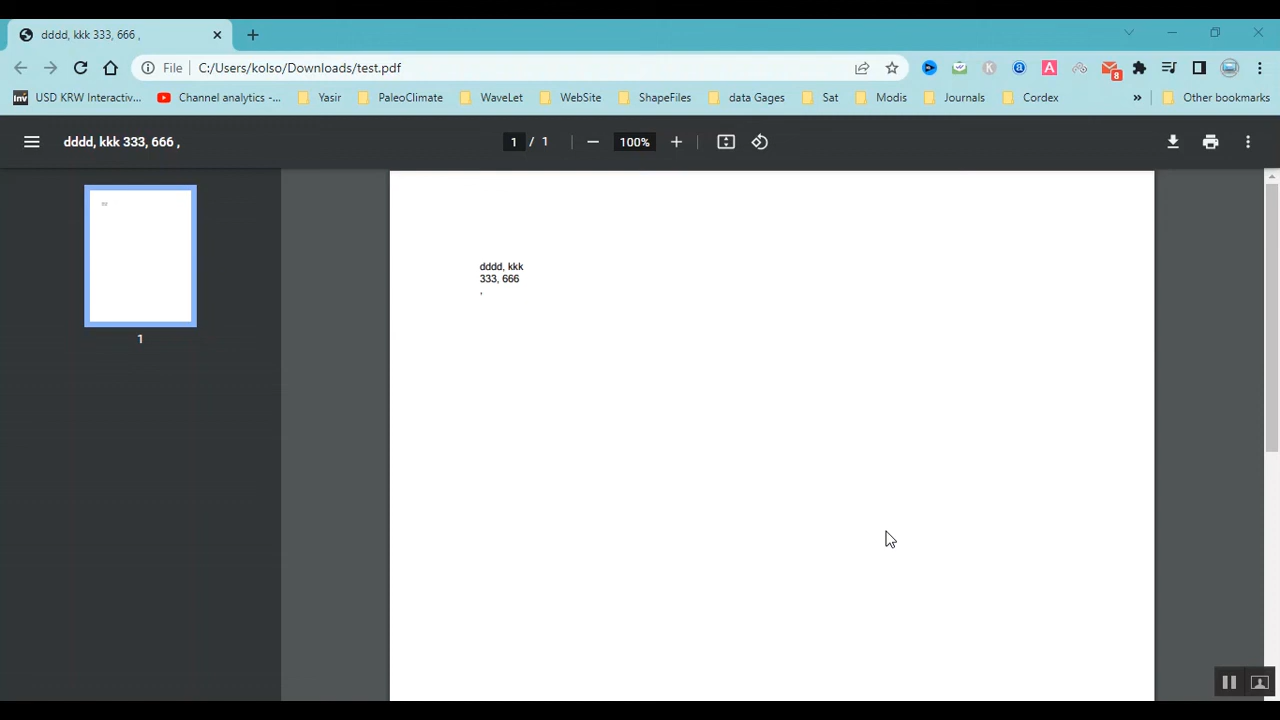 dddd, kkk 333, 666 ,
File C:/Users/kolso/Downloads/test.pdf
8
Inv USD KRW Interactiv... Channel analytics -... Yasir PaleoClimate WaveLet WebSite ShapeFiles data Gages Sat Modis Journals Cordex » Other bookmarks
dddd, kkk 333, 666 , 1 / 1 100%
1
dddd, kkk
333, 666
,